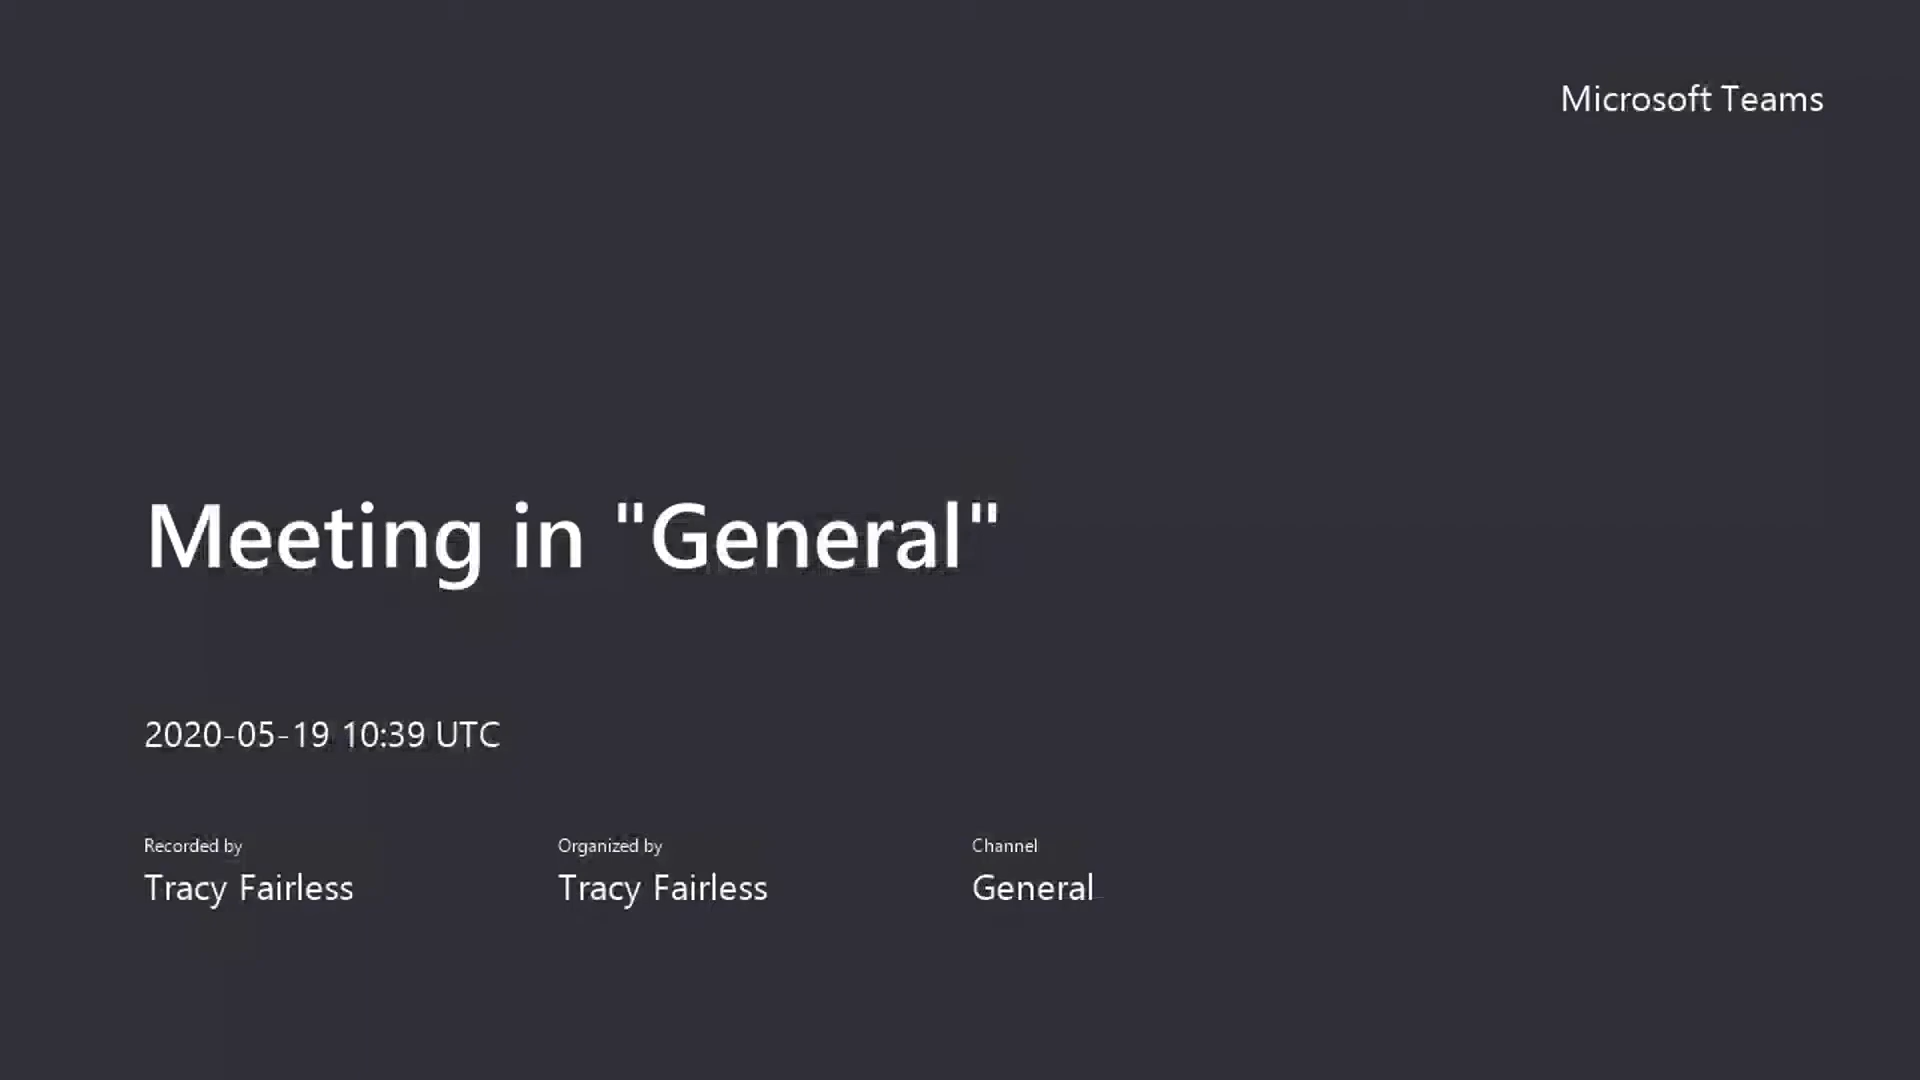 Microsoft Teams
Meeting in "General"
2020-05-19 10:39 UTC
Recorded by
Tracy Fairless
Organized by
Tracy Fairless
Channel
General